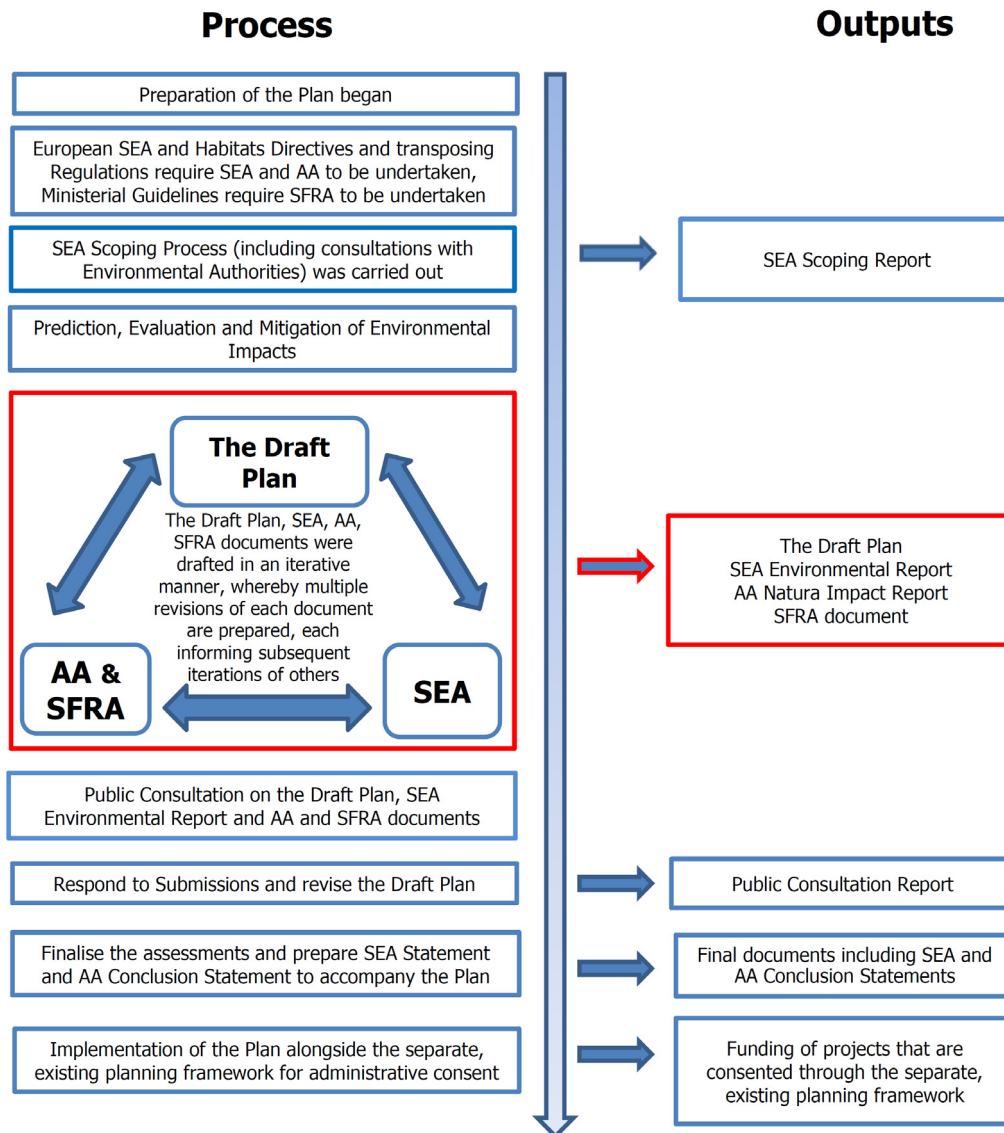 Process
Outputs
Preparation of the Plan began
European SEA and Habitats Directives and transposing
Regulations require SEA and AA to be undertaken,
Ministerial Guidelines require SFRA to be undertaken
SEA Scoping Process (including consultations with
Environmental Authorities) was carried out
SEA Scoping Report
Prediction, Evaluation and Mitigation of Environmental
Impacts
The Draft
Plan
The Draft Plan, SEA, AA,
SFRA documents were
drafted in an iterative
manner, whereby multiple
revisions of each document
are prepared, each
informing subsequent
iterations of others
AA &
SFRA
SEA
The Draft Plan
SEA Environmental Report
AA Natura Impact Report
SFRA document
Public Consultation on the Draft Plan, SEA
Environmental Report and AA and SFRA documents
Respond to Submissions and revise the Draft Plan
Public Consultation Report
Finalise the assessments and prepare SEA Statement
and AA Conclusion Statement to accompany the Plan
Final documents including SEA and
AA Conclusion Statements
Implementation of the Plan alongside the separate,
existing planning framework for administrative consent
Funding of projects that are
consented through the separate,
existing planning framework